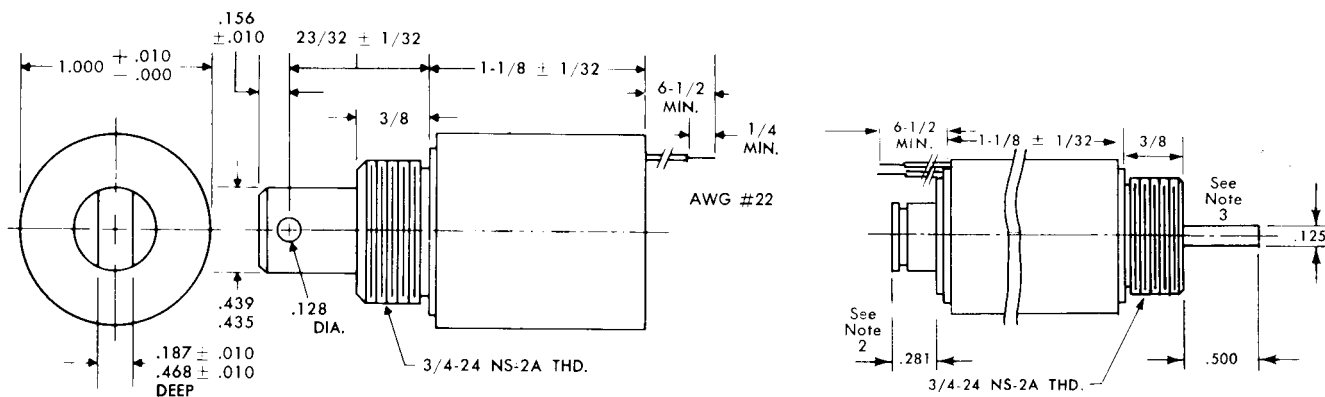 .156
±.010
23/32 ± 1/32
1.000 + .010
− .000
1-1/8 ± 1/32
6-1/2
MIN.
3/8
1/4
MIN.
AWG #22
.439
.435
.128
DIA.
.187 ± .010
.468 ± .010
DEEP
3/4-24 NS-2A THD.
6-1/2
MIN.
1-1/8 ± 1/32
3/8
See
Note
3
.125
See
Note
2
.281
.500
3/4-24 NS-2A THD.